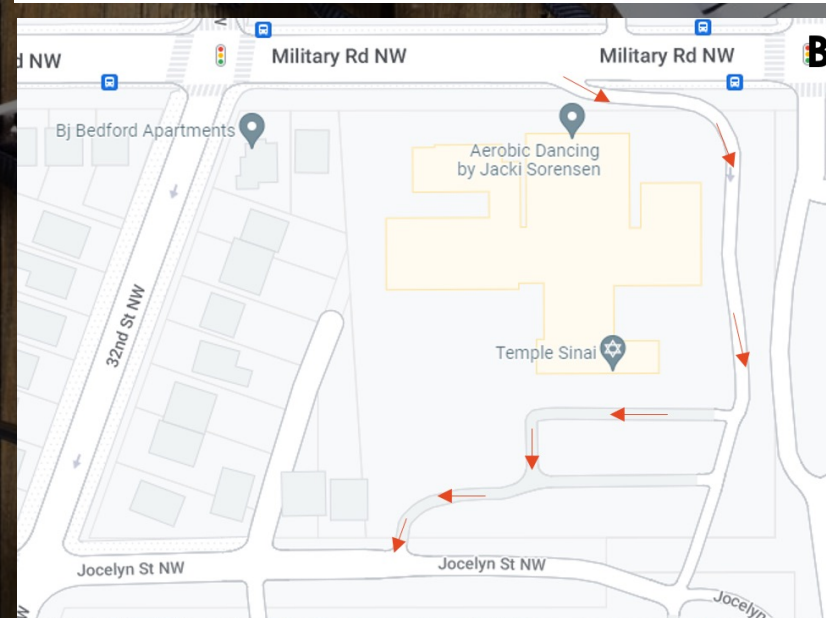 d NW
Military Rd NW
Military Rd NW
B
Bj Bedford Apartments
Aerobic Dancing
by Jacki Sorensen
32nd St NW
Temple Sinai
Jocelyn St NW
Jocelyn St NW
Jocelyn